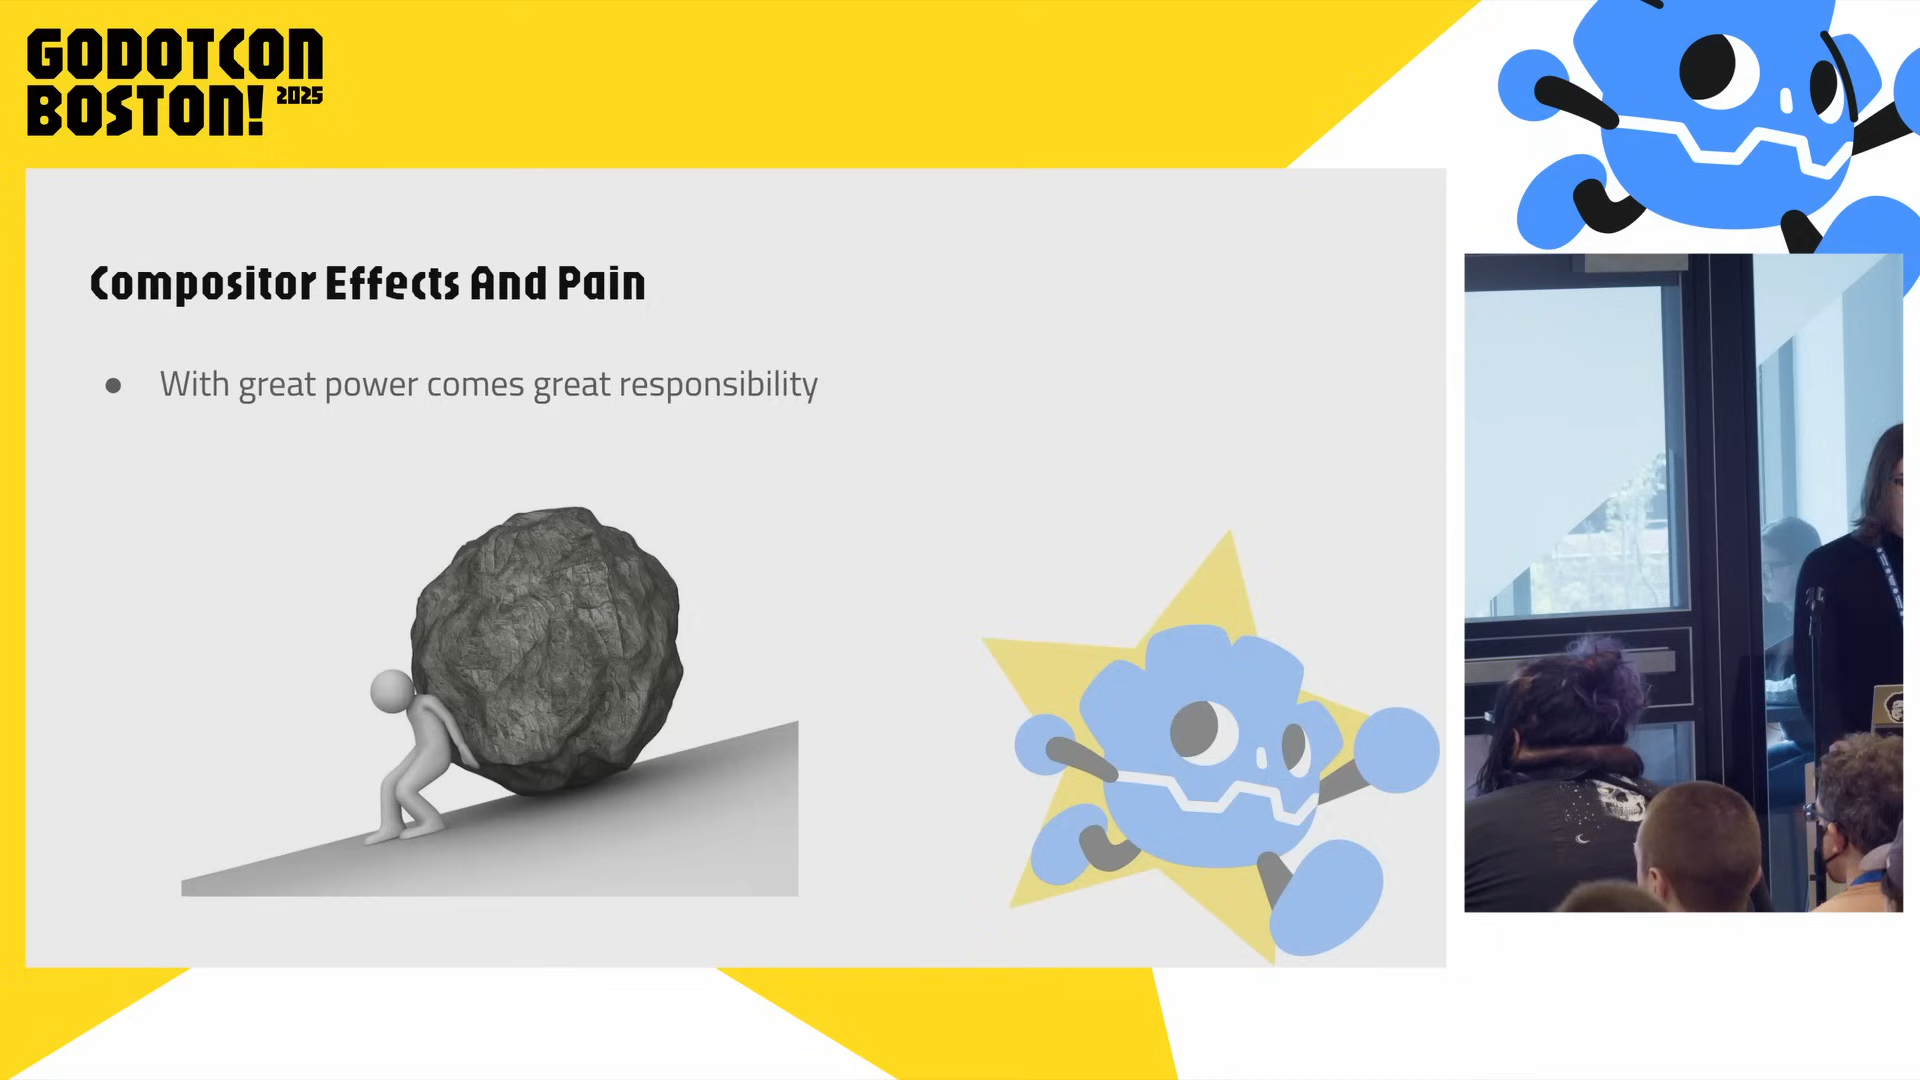 GODOTCON
BOSTON! 2025
Compositor Effects And Pain
● With great power comes great responsibility